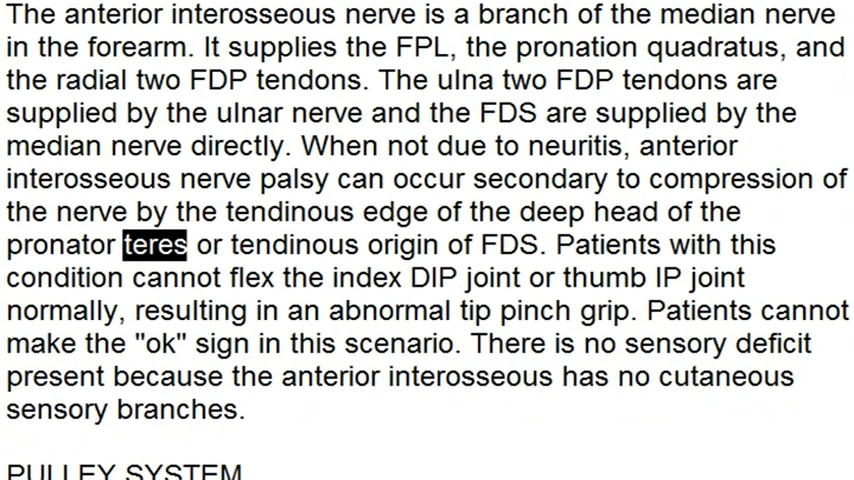 The anterior interosseous nerve is a branch of the median nerve
in the forearm. It supplies the FPL, the pronation quadratus, and
the radial two FDP tendons. The ulna two FDP tendons are
supplied by the ulnar nerve and the FDS are supplied by the
median nerve directly. When not due to neuritis, anterior
interosseous nerve palsy can occur secondary to compression of
the nerve by the tendinous edge of the deep head of the
pronator teres or tendinous origin of FDS. Patients with this
condition cannot flex the index DIP joint or thumb IP joint
normally, resulting in an abnormal tip pinch grip. Patients cannot
make the "ok" sign in this scenario. There is no sensory deficit
present because the anterior interosseous has no cutaneous
sensory branches.
PULLEY SYSTEM